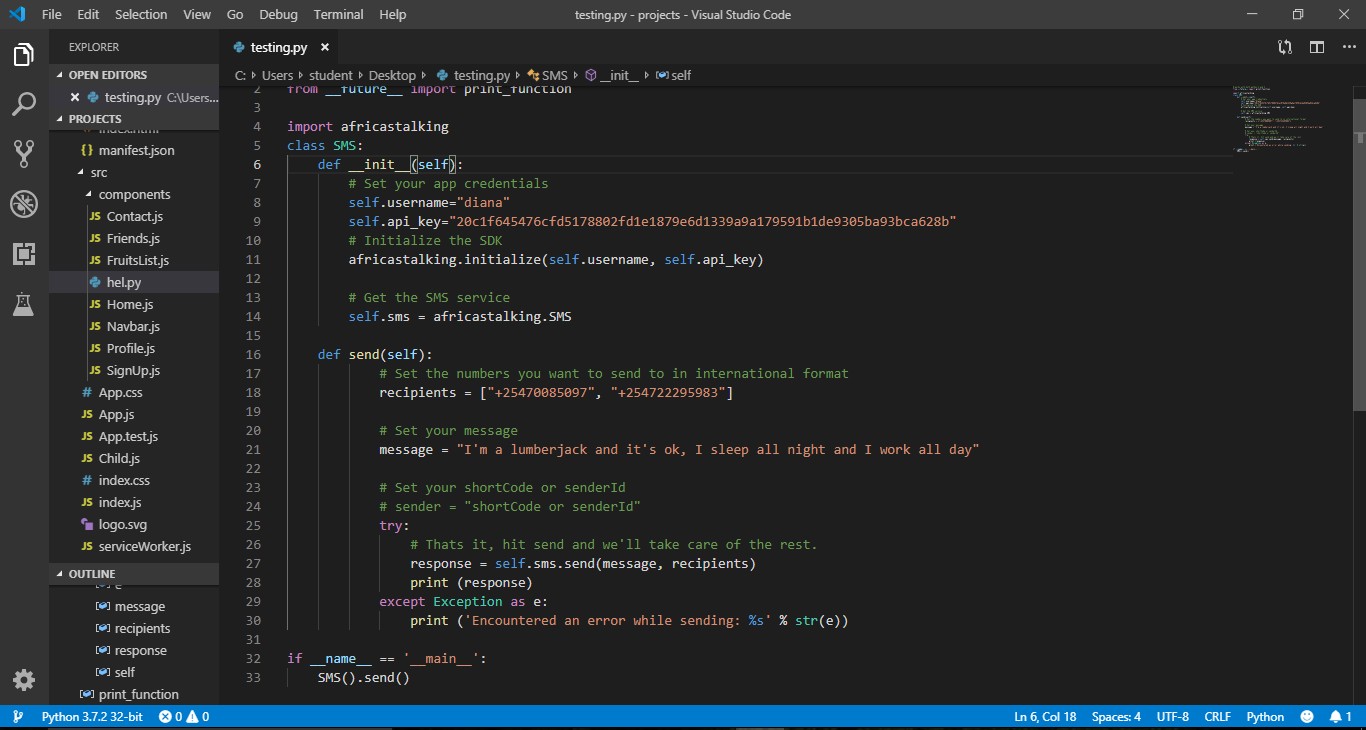 File Edit Selection View Go Debug Terminal Help
testing.py - projects - Visual Studio Code
EXPLORER
OPEN EDITORS
testing.py C:\Users...
PROJECTS
index.html
manifest.json
src
components
JS Contact.js
JS Friends.js
JS FruitsList.js
hel.py
JS Home.js
JS Navbar.js
JS Profile.js
JS SignUp.js
# App.css
JS App.js
JS App.test.js
JS Child.js
# index.css
JS index.js
logo.svg
JS serviceWorker.js
OUTLINE
e
message
recipients
response
self
print_function
testing.py
C: Users student Desktop testing.py SMS __init__ self
2 from __future__ import print_function
3
4 import africastalking
5 class SMS:
6 def __init__(self):
7 # Set your app credentials
8 self.username="diana"
9 self.api_key="20c1f645476cfd5178802fd1e1879e6d1339a9a179591b1de9305ba93bca628b"
10 # Initialize the SDK
11 africastalking.initialize(self.username, self.api_key)
12
13 # Get the SMS service
14 self.sms = africastalking.SMS
15
16 def send(self):
17 # Set the numbers you want to send to in international format
18 recipients = ["+25470085097", "+254722295983"]
19
20 # Set your message
21 message = "I'm a lumberjack and it's ok, I sleep all night and I work all day"
22
23 # Set your shortCode or senderId
24 # sender = "shortCode or senderId"
25 try:
26 # Thats it, hit send and we'll take care of the rest.
27 response = self.sms.send(message, recipients)
28 print (response)
29 except Exception as e:
30 print ('Encountered an error while sending: %s' % str(e))
31
32 if __name__ == '__main__':
33 SMS().send()
Python 3.7.2 32-bit 0 0
Ln 6, Col 18 Spaces: 4 UTF-8 CRLF Python 1